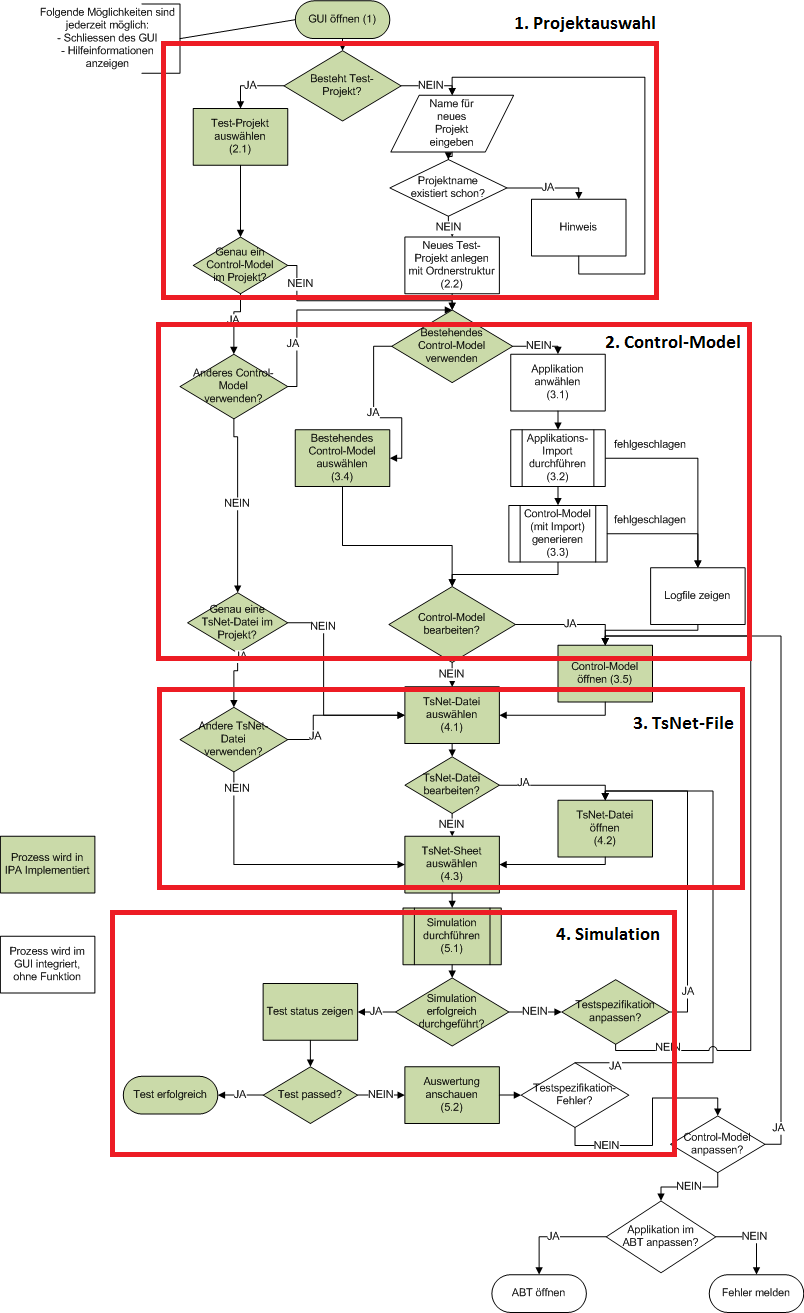 Folgende Möglichkeiten sind
jederzeit möglich:
- Schliessen des GUI
- Hilfeinformationen
anzeigen
GUI öffnen (1)
1. Projektauswahl
Besteht Test-
Projekt?
JA
NEIN
Test-Projekt
auswählen
(2.1)
Name für
neues
Projekt
eingeben
Projektname
existiert schon?
JA
Hinweis
NEIN
Genau ein
Control-Model
im Projekt?
NEIN
Neues Test-
Projekt anlegen
mit Ordnerstruktur
(2.2)
JA
2. Control-Model
Bestehendes
Control-Model
verwenden
NEIN
JA
Anderes Control-
Model
verwenden?
Applikation
anwählen
(3.1)
JA
Bestehendes
Control-Model
auswählen
(3.4)
Applikations-
Import
durchführen
(3.2)
fehlgeschlagen
NEIN
Control-Model
(mit Import)
generieren
(3.3)
fehlgeschlagen
Logfile zeigen
Genau eine
TsNet-Datei im
Projekt?
NEIN
Control-Model
bearbeiten?
JA
JA
NEIN
Control-Model
öffnen (3.5)
3. TsNet-File
TsNet-Datei
auswählen
(4.1)
Andere TsNet-
Datei
verwenden?
JA
NEIN
TsNet-Datei
bearbeiten?
JA
NEIN
TsNet-Datei
öffnen
(4.2)
TsNet-Sheet
auswählen
(4.3)
Prozess wird in
IPA Implementiert
4. Simulation
Simulation
durchführen
(5.1)
Prozess wird im
GUI integriert,
ohne Funktion
Test status zeigen
JA
Simulation
erfolgreich
durchgeführt?
NEIN
Testspezifikation
anpassen?
JA
NEIN
JA
Test erfolgreich
JA
Test passed?
NEIN
Auswertung
anschauen
(5.2)
Testspezifikation-
Fehler?
NEIN
Control-Model
anpassen?
JA
NEIN
Applikation im
ABT anpassen?
JA
NEIN
ABT öffnen
Fehler melden